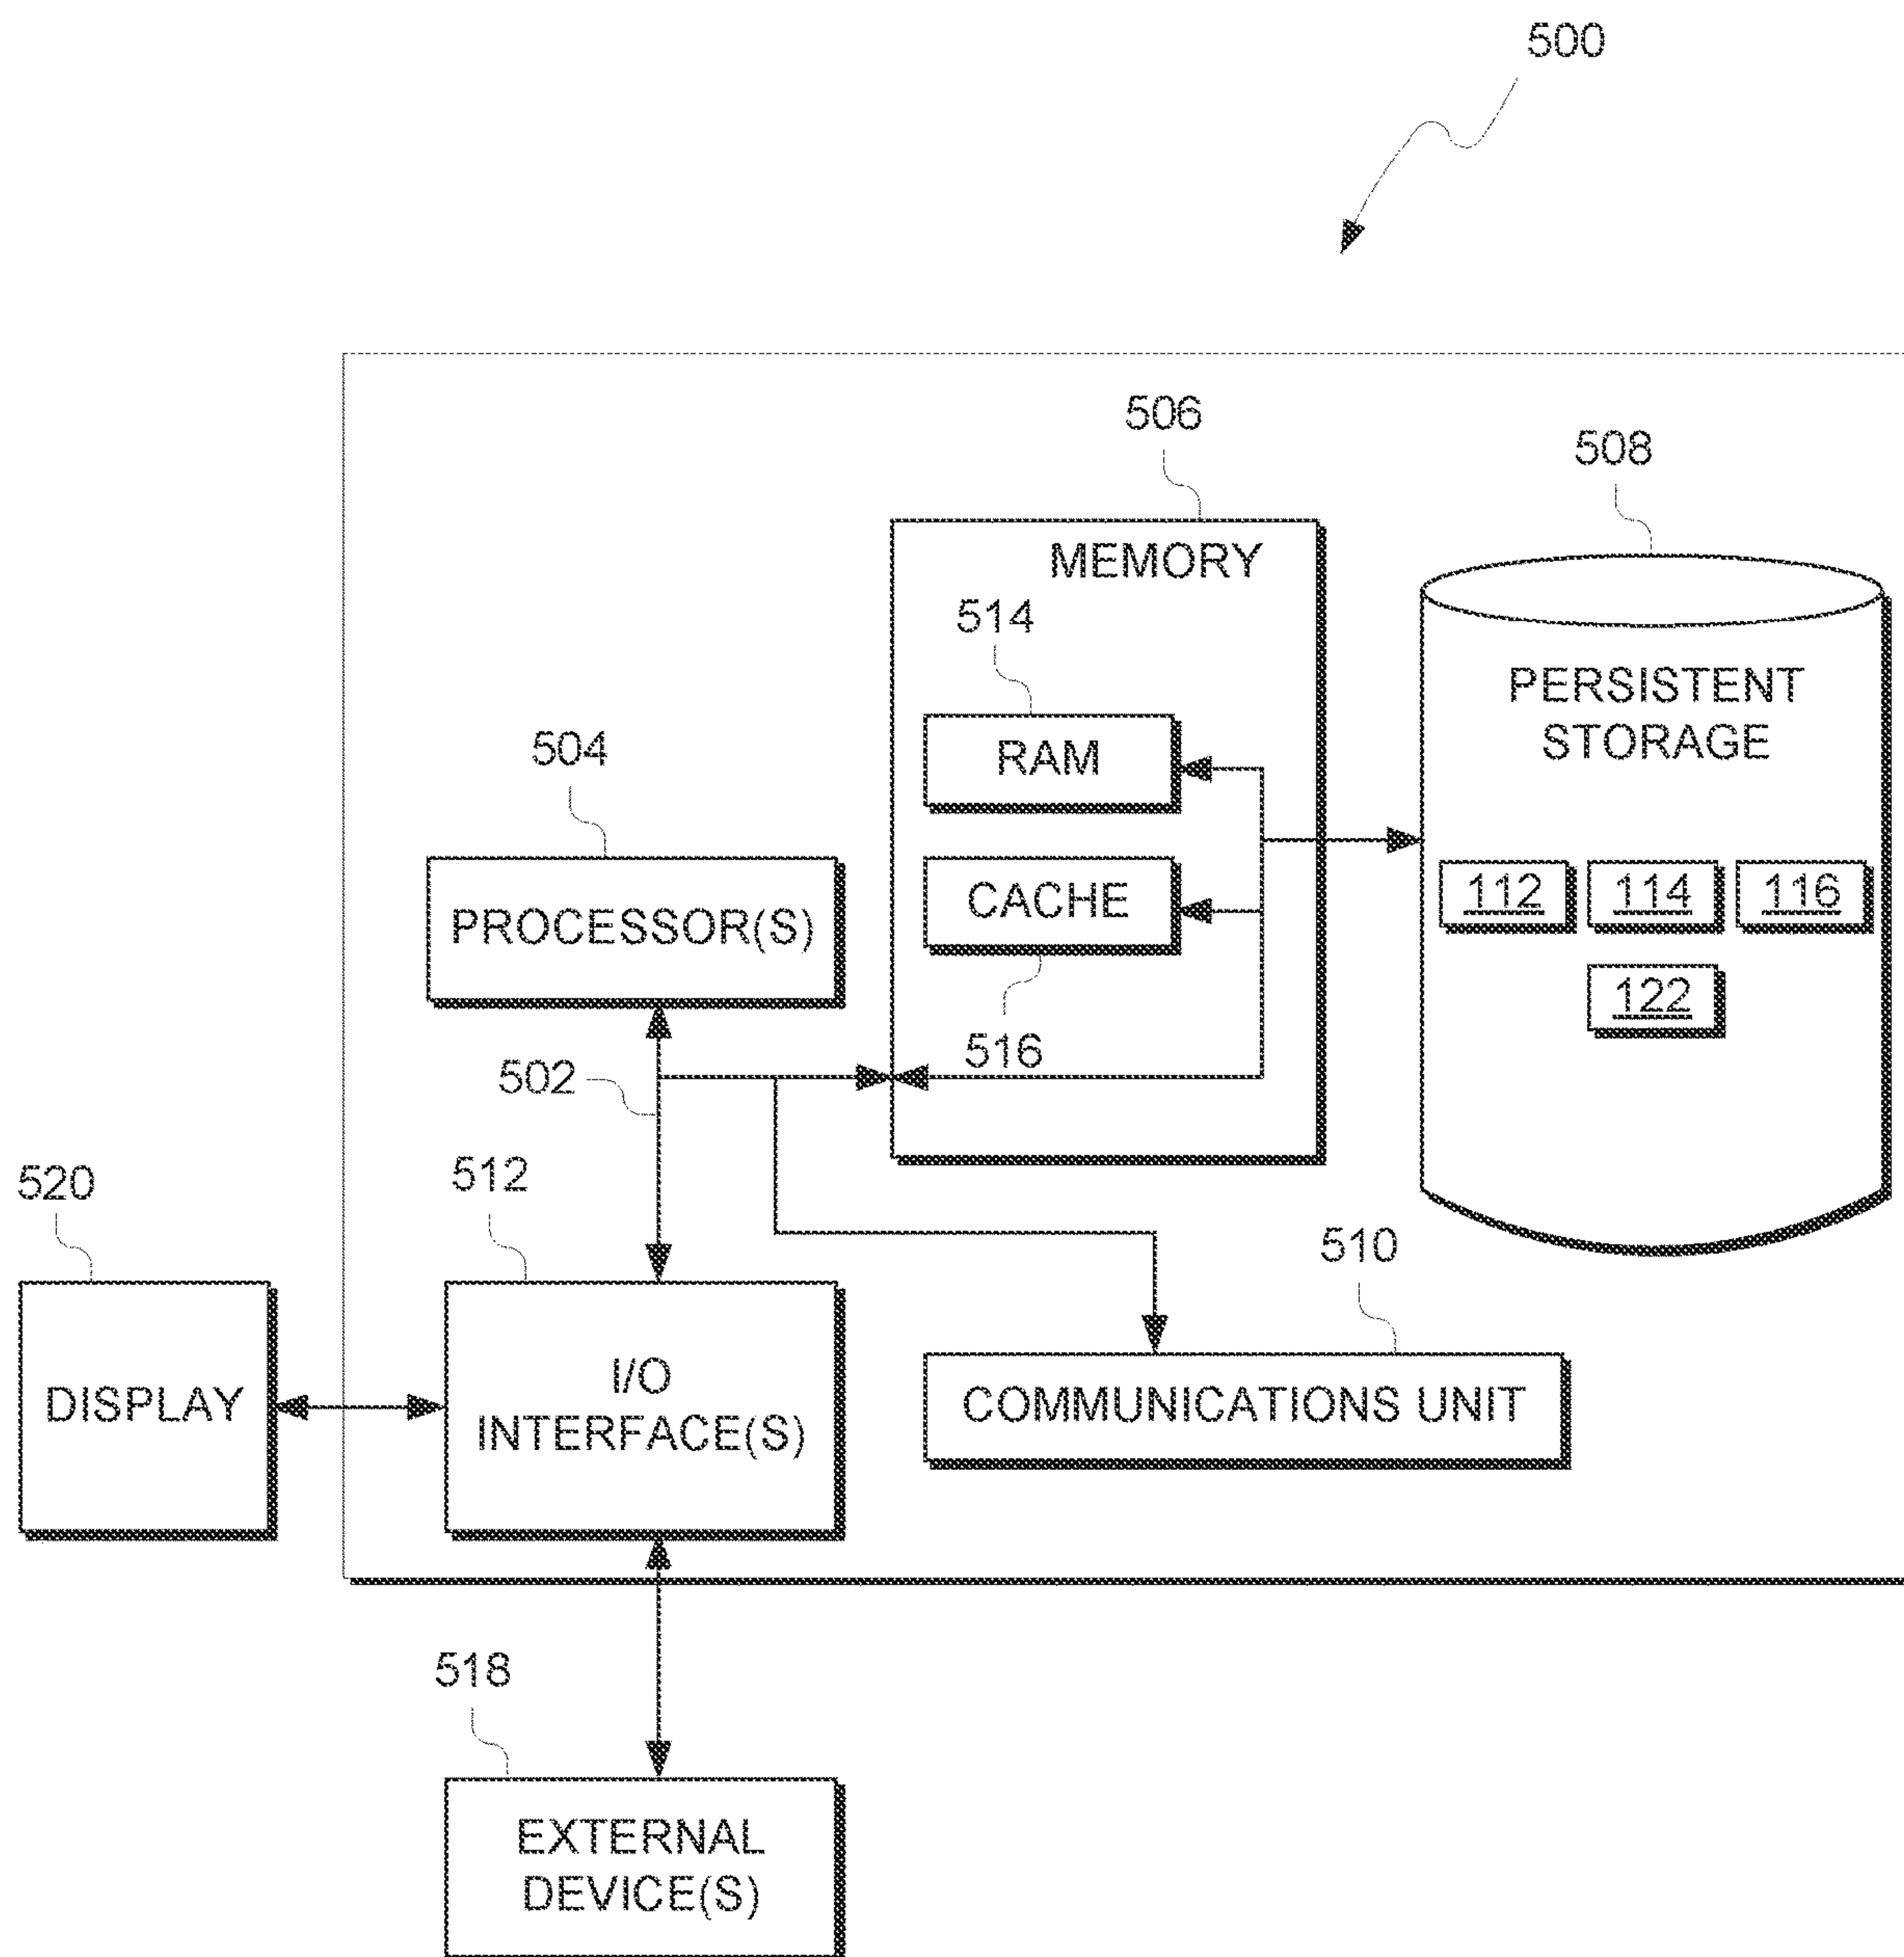 500
506
508
MEMORY
514
PERSISTENT
STORAGE
RAM
504
CACHE
112 114 116
PROCESSOR(S)
122
516
502
512
520
510
I/O
INTERFACE(S)
DISPLAY
COMMUNICATIONS UNIT
518
EXTERNAL
DEVICE(S)